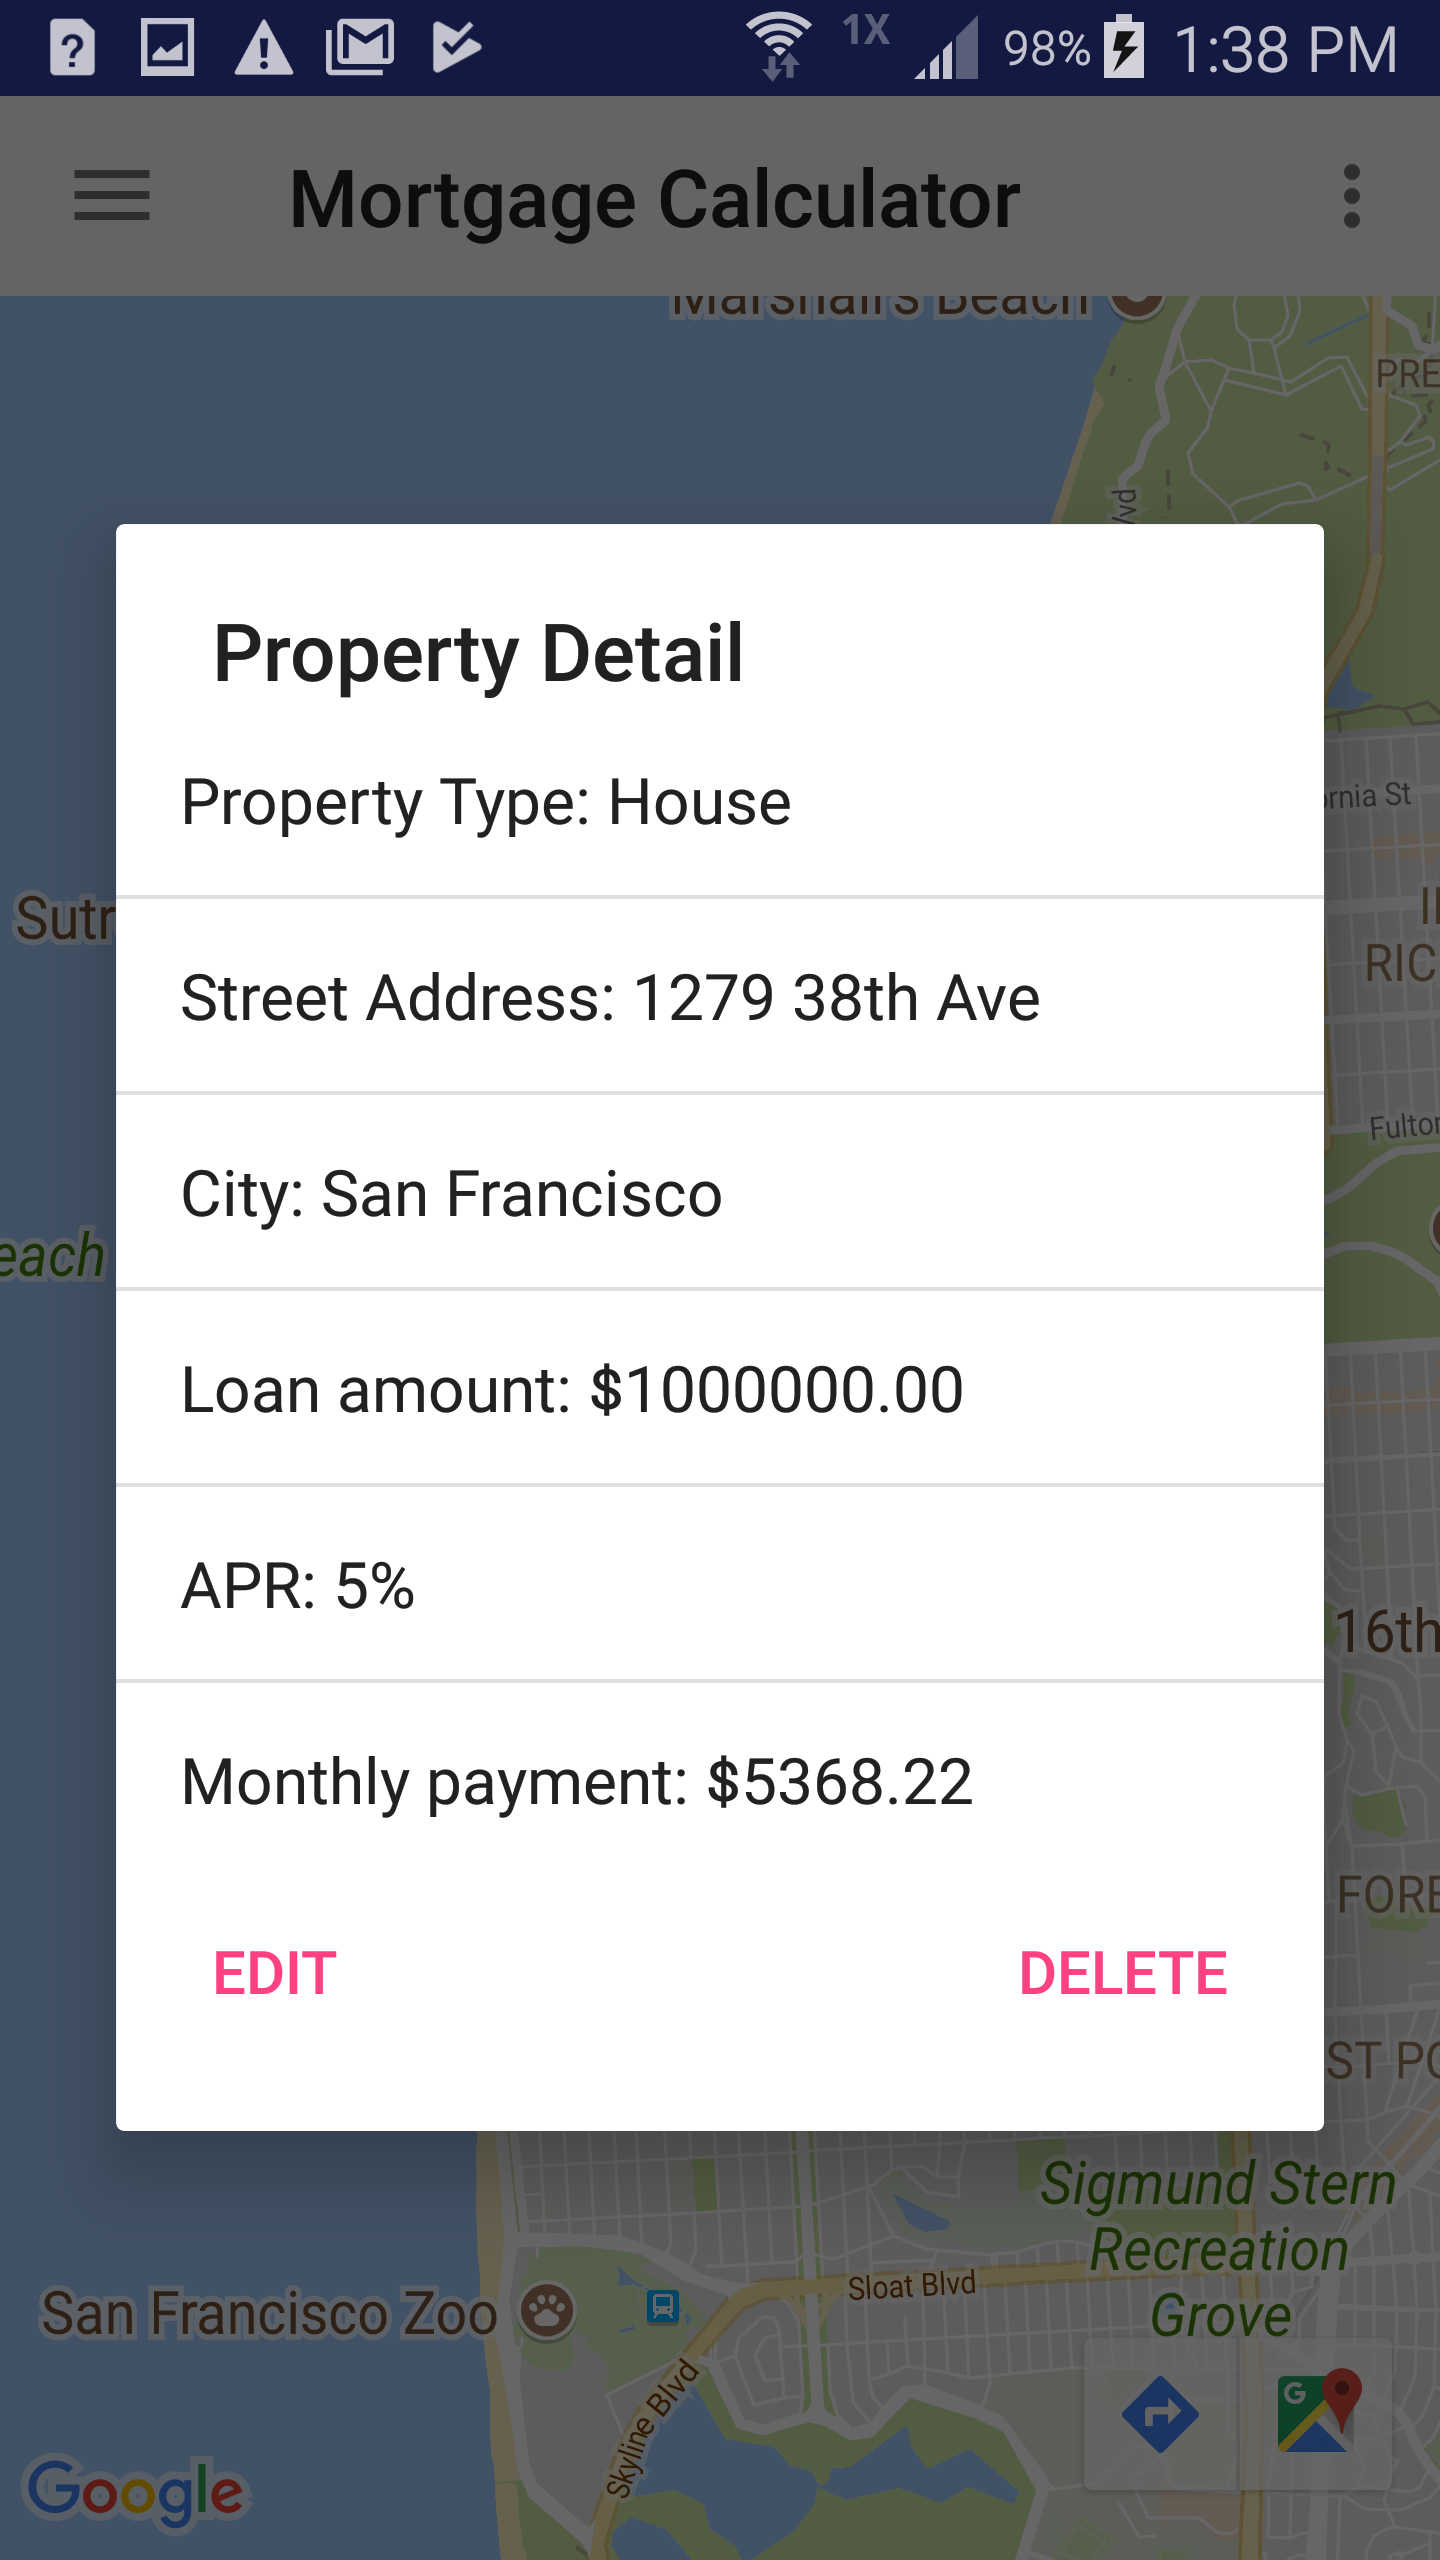 1X 98% 1:38 PM
Mortgage Calculator
Marshall's Beach
PRE
lvd
Property Detail
Property Type: House
ornia St
Sutr
RIC
Street Address: 1279 38th Ave
Fulton
City: San Francisco
each
Loan amount: $1000000.00
APR: 5%
16th
Monthly payment: $5368.22
FORE
EDIT DELETE
ST PO
Sigmund Stern
Recreation
Grove
Sloat Blvd
San Francisco Zoo
Skyline Blvd
G
Google